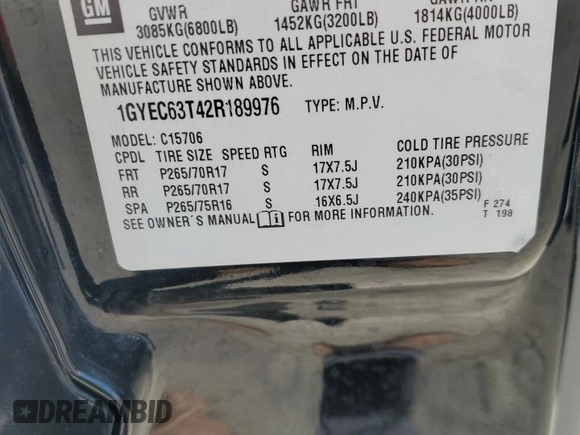 GM
GVWR GAWR FRT
3085KG(6800LB) 1452KG(3200LB) 1814KG(4000LB)
THIS VEHICLE CONFORMS TO ALL APPLICABLE U.S. FEDERAL MOTOR
VEHICLE SAFETY STANDARDS IN EFFECT ON THE DATE OF
MANUFACTURE SHOWN ABOVE.
1GYEC63T42R189976 TYPE: M.P.V.
MODEL: C15706
CPDL TIRE SIZE SPEED RTG RIM COLD TIRE PRESSURE
FRT P265/70R17 S 17X7.5J 210KPA(30PSI)
RR P265/70R17 S 17X7.5J 210KPA(30PSI)
SPA P265/75R16 S 16X6.5J 240KPA(35PSI)
SEE OWNER'S MANUAL FOR MORE INFORMATION.
F 274
T 198
DREAMBID